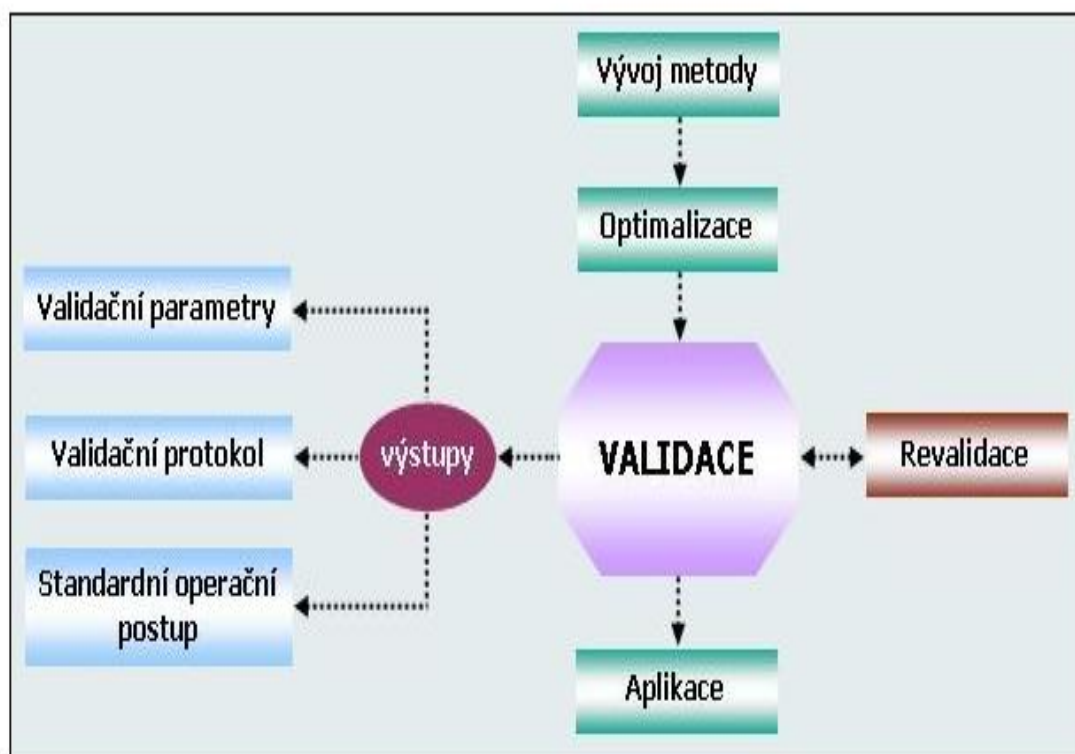 Vývoj metody
Optimalizace
Validační parametry
Validační protokol
výstupy
VALIDACE
Revalidace
Standardní operační
postup
Aplikace